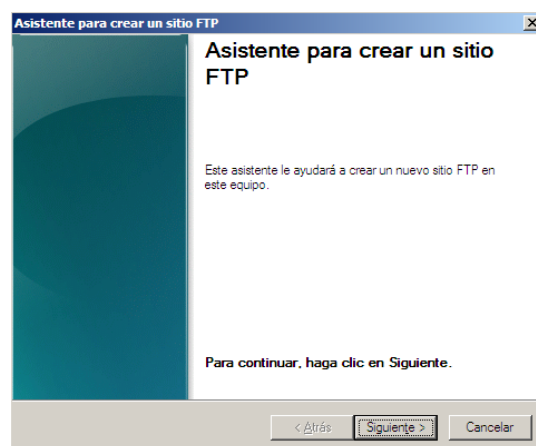 Asistente para crear un sitio FTP
Asistente para crear un sitio
FTP
Este asistente le ayudará a crear un nuevo sitio FTP en
este equipo.
Para continuar, haga clic en Siguiente.
< Atrás Siguiente > Cancelar